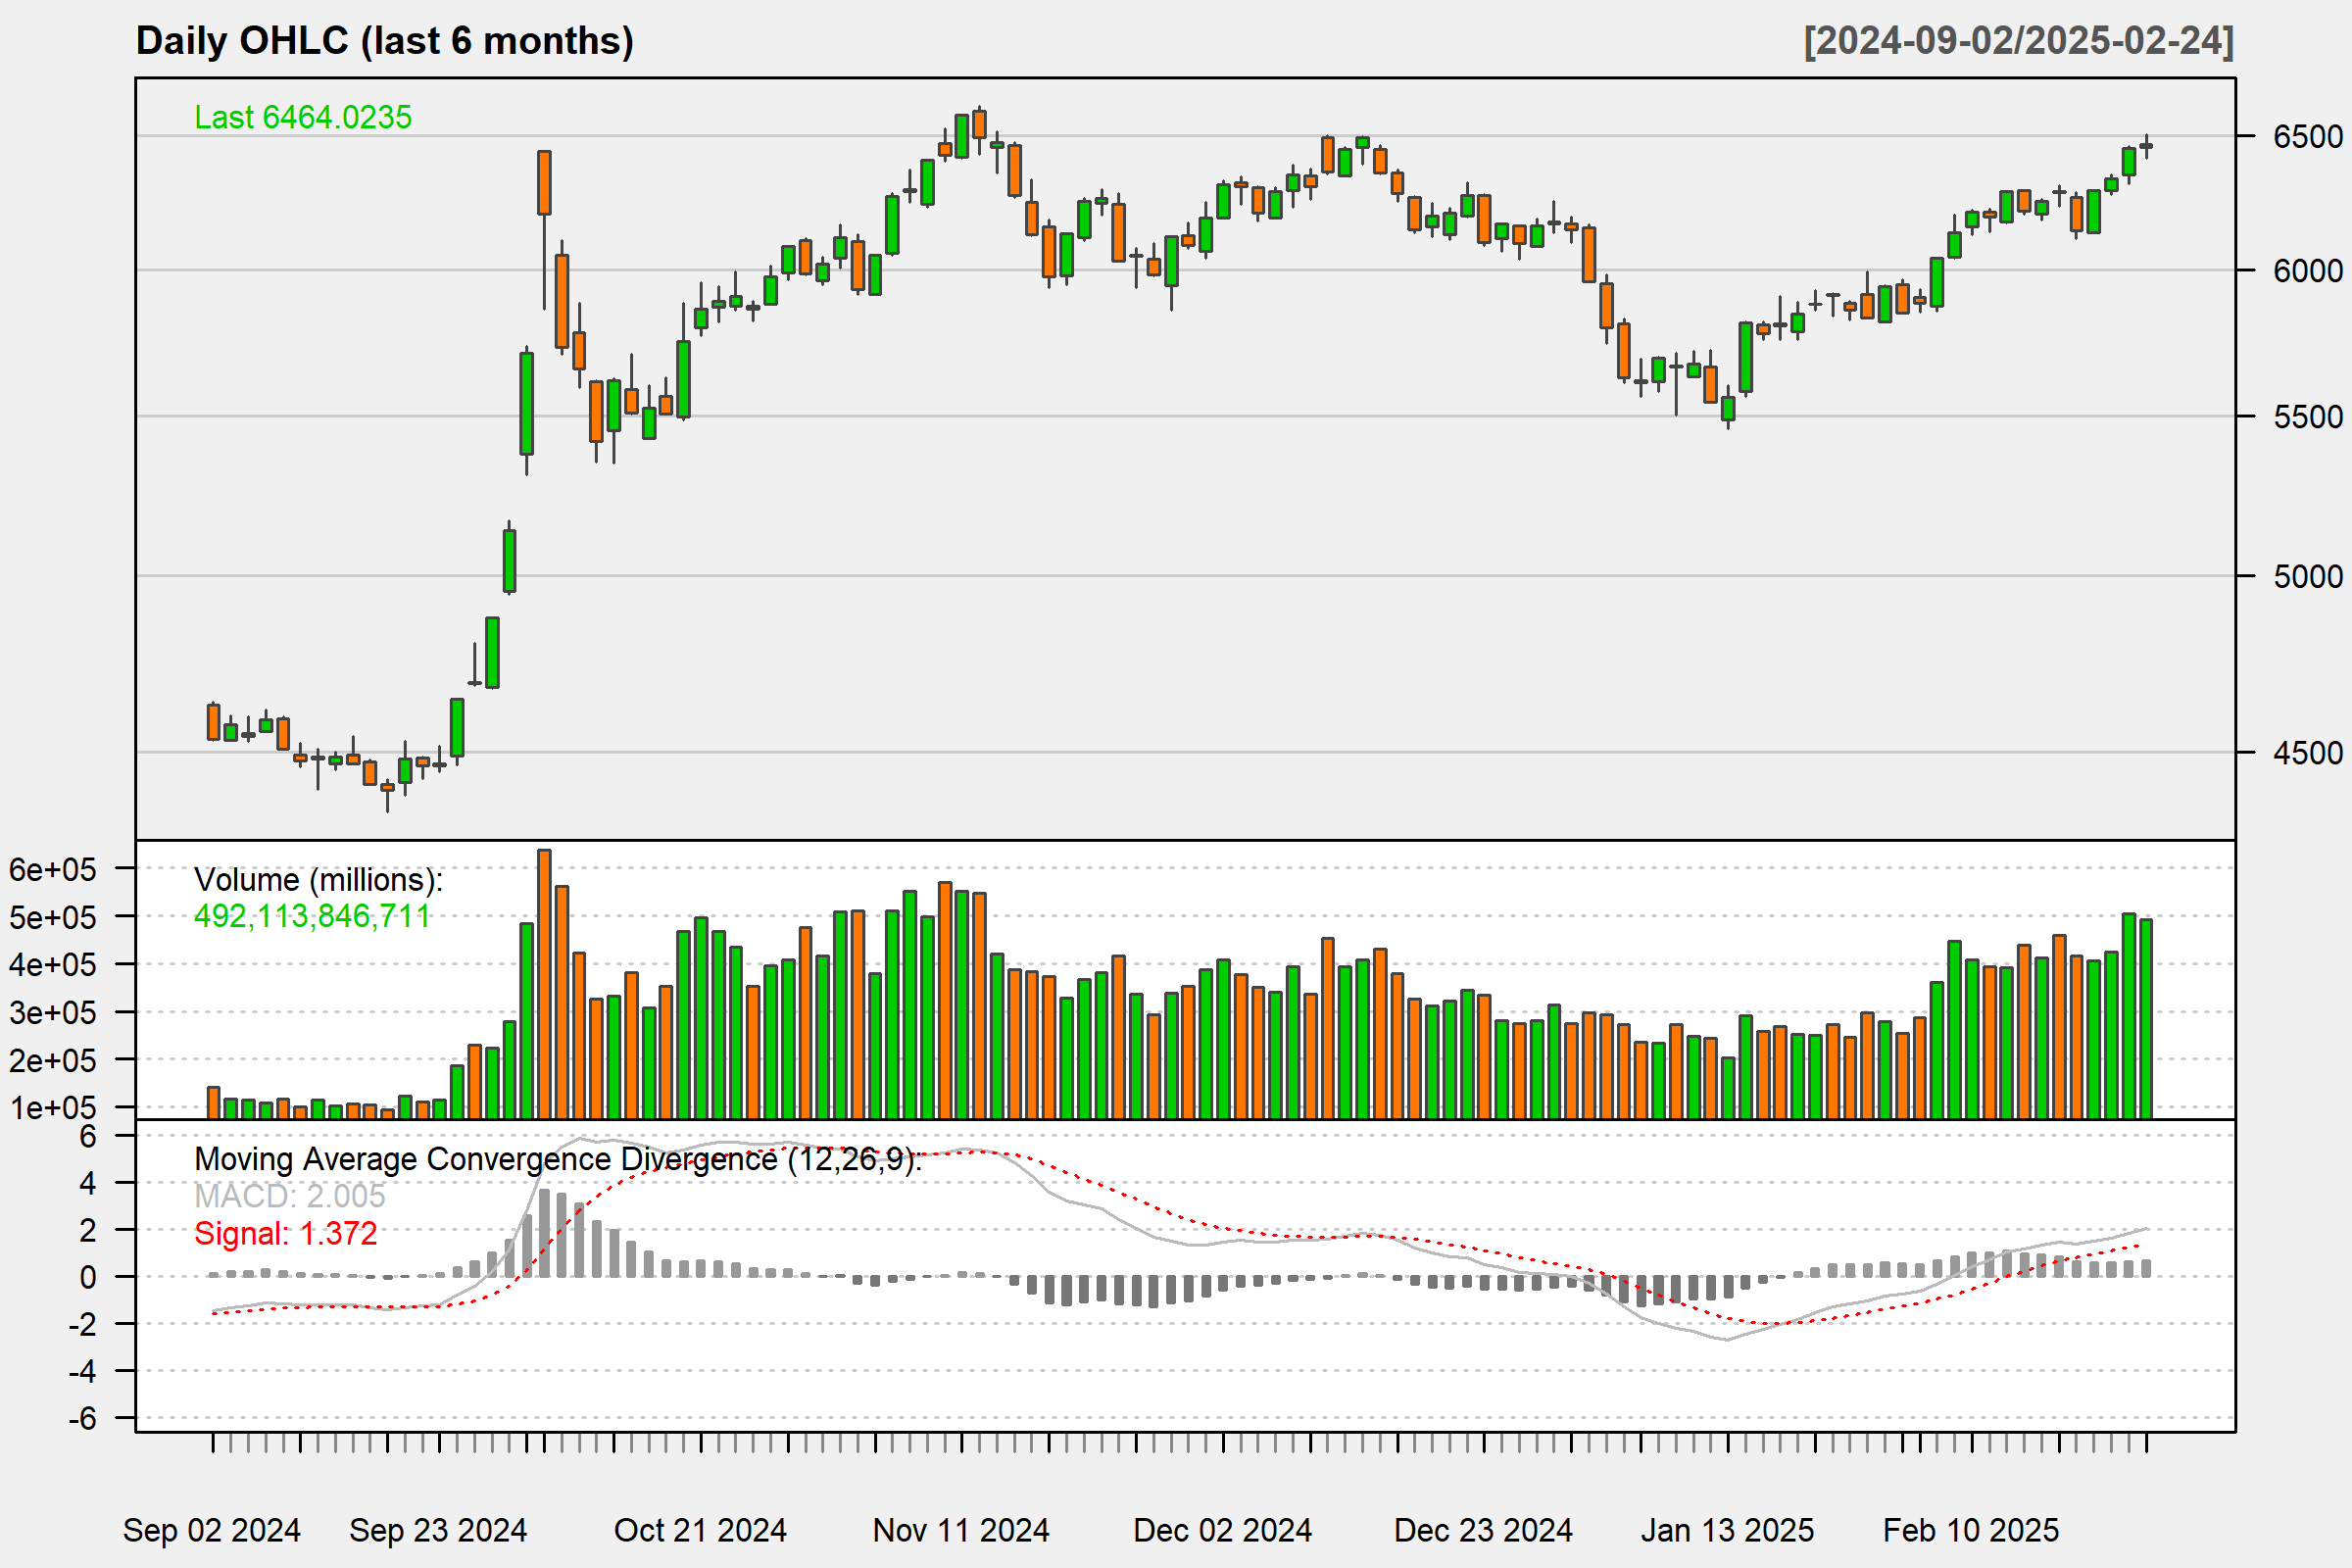 Daily OHLC (last 6 months)
[2024-09-02/2025-02-24]
Last 6464.0235
6500
6000
5500
5000
4500
Volume (millions):
492,113,846,711
6e+05
5e+05
4e+05
3e+05
2e+05
1e+05
Moving Average Convergence Divergence (12,26,9):
MACD: 2.005
Signal: 1.372
6
4
2
0
-2
-4
-6
Sep 02 2024
Sep 23 2024
Oct 21 2024
Nov 11 2024
Dec 02 2024
Dec 23 2024
Jan 13 2025
Feb 10 2025